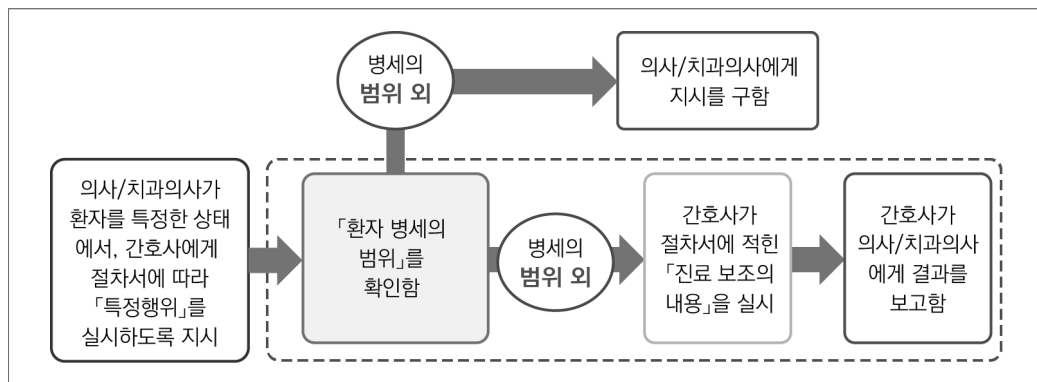 병세의
범위 외
의사/치과의사에게
지시를 구함
의사/치과의사가
환자를 특정한 상태
에서, 간호사에게
절차서에 따라
「특정행위」를
실시하도록 지시
「환자 병세의
범위」를
확인함
병세의
범위 외
간호사가
절차서에 적힌
「진료 보조의
내용」을 실시
간호사가
의사/치과의사
에게 결과를
보고함